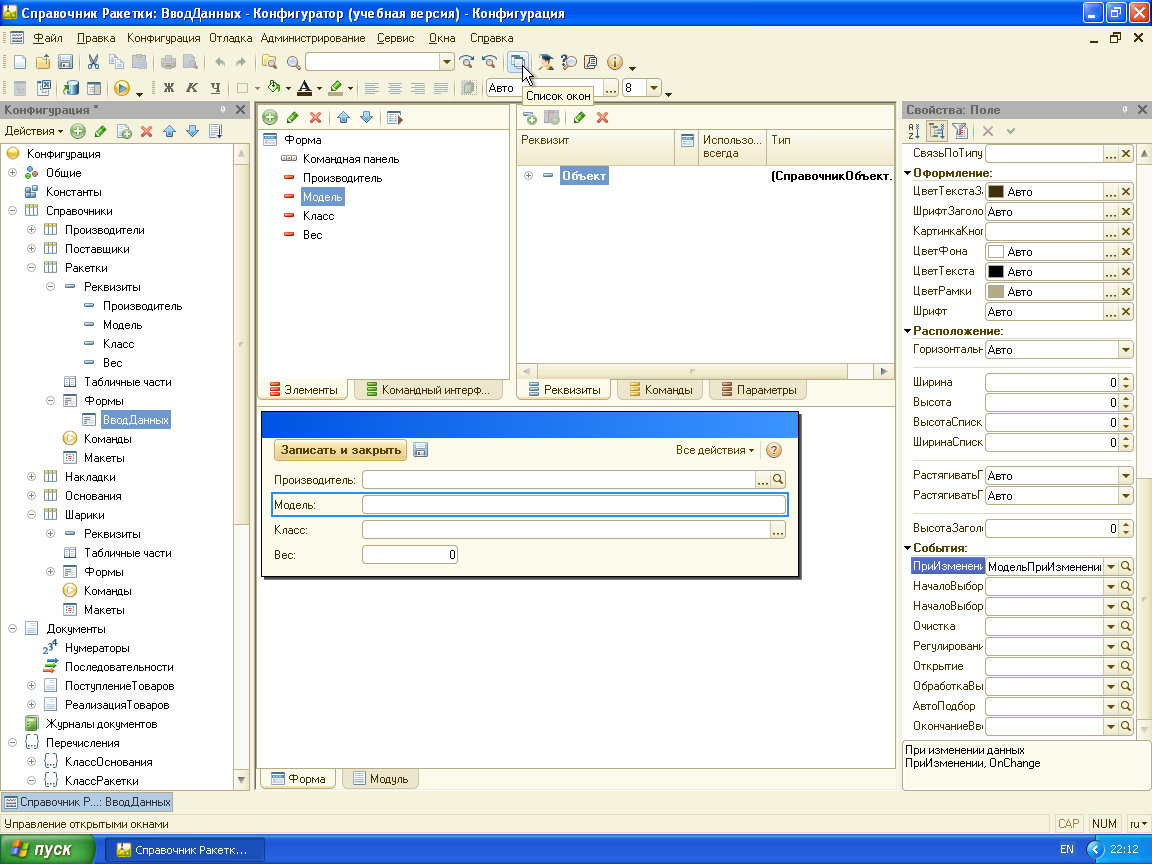 Справочник Ракетки: ВводДанных - Конфигуратор (учебная версия) - Конфигурация
Файл Правка Конфигурация Отладка Администрирование Сервис Окна Справка
Ж К Ч Авто ... 8
Список окон
Конфигурация *
Действия
Конфигурация
Общие
Константы
Справочники
Производители
Поставщики
Ракетки
Реквизиты
Производитель
Модель
Класс
Вес
Табличные части
Формы
ВводДанных
Команды
Макеты
Накладки
Основания
Шарики
Реквизиты
Табличные части
Формы
Команды
Макеты
Документы
Нумераторы
Последовательности
ПоступлениеТоваров
РеализацияТоваров
Журналы документов
Перечисления
КлассОснования
КлассРакетки
Форма
Командная панель
Производитель
Модель
Класс
Вес
Элементы Командный интерф...
Реквизит Использо... всегда Тип
Объект (СправочникОбъект.
Реквизиты Команды Параметры
Записать и закрыть Все действия
Производитель: ...
Модель:
Класс: ...
Вес: 0
Форма Модуль
Свойства: Поле
СвязьПоТипу ...
Оформление:
ЦветТекстаЗ Авто ...
ШрифтЗаголо Авто ...
КартинкаКноп ...
ЦветФона Авто ...
ЦветТекста Авто ...
ЦветРамки Авто ...
Шрифт Авто ...
Расположение:
Горизонтальн Авто
Ширина 0
Высота 0
ВысотаСписк 0
ШиринаСписк 0
РастягиватьГ Авто
РастягиватьГ Авто
ВысотаЗагол 0
События:
ПриИзменени МодельПриИзменении
НачалоВыбор
НачалоВыбор
Очистка
Регулировани
Открытие
ОбработкаВы
АвтоПодбор
ОкончаниеВв
При изменении данных
ПриИзменении, OnChange
Справочник Р...: ВводДанных
Управление открытыми окнами CAP NUM ru
пуск Справочник Ракетк... EN 22:12